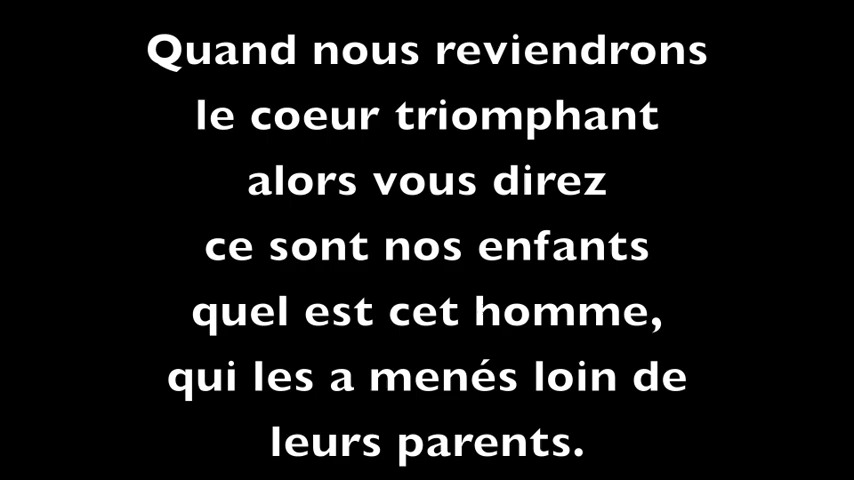 Quand nous reviendrons
le coeur triomphant
alors vous direz
ce sont nos enfants
quel est cet homme,
qui les a menés loin de
leurs parents.